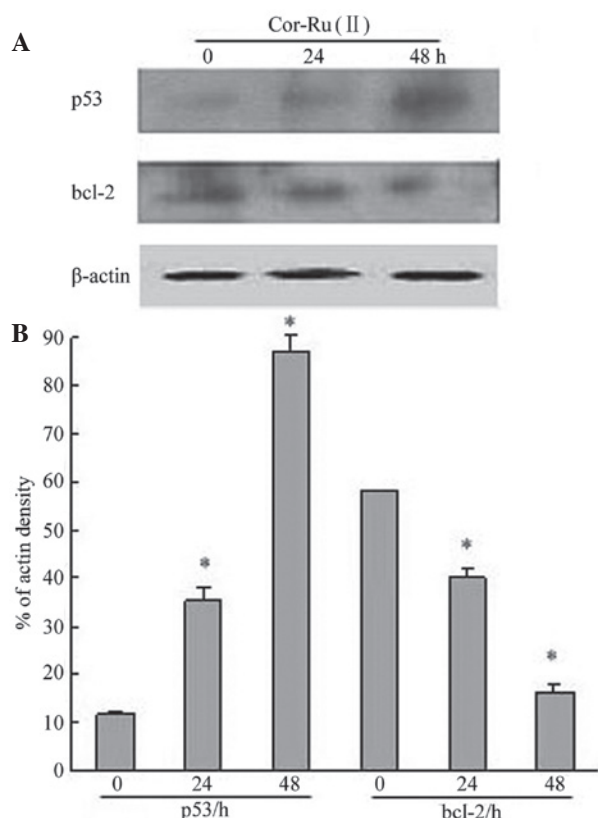 A
Cor-Ru (Ⅱ)
0 24 48 h
p53
bcl-2
β-actin
B
% of actin density
90
80
70
60
50
40
30
20
10
0
* * * *
0 24 48 0 24 48
p53/h bcl-2/h